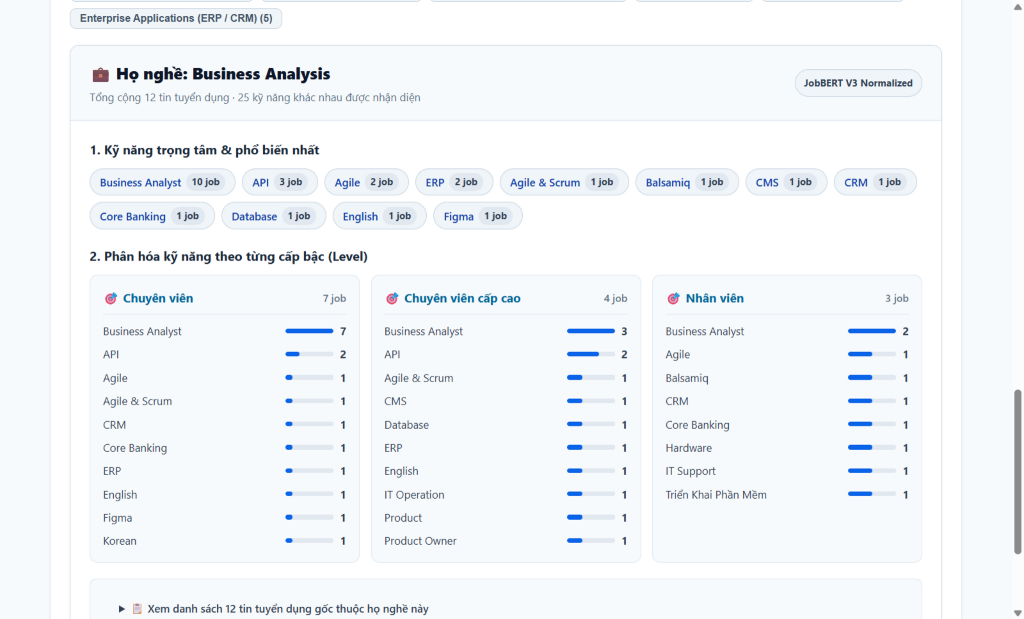 Enterprise Applications (ERP / CRM) (5)
Họ nghề: Business Analysis
Tổng cộng 12 tin tuyển dụng · 25 kỹ năng khác nhau được nhận diện
JobBERT V3 Normalized
1. Kỹ năng trọng tâm & phổ biến nhất
Business Analyst 10 job
API 3 job
Agile 2 job
ERP 2 job
Agile & Scrum 1 job
Balsamiq 1 job
CMS 1 job
CRM 1 job
Core Banking 1 job
Database 1 job
English 1 job
Figma 1 job
2. Phân hóa kỹ năng theo từng cấp bậc (Level)
Chuyên viên 7 job
Business Analyst 7
API 2
Agile 1
Agile & Scrum 1
CRM 1
Core Banking 1
ERP 1
English 1
Figma 1
Korean 1
Chuyên viên cấp cao 4 job
Business Analyst 3
API 2
Agile & Scrum 1
CMS 1
Database 1
ERP 1
English 1
IT Operation 1
Product 1
Product Owner 1
Nhân viên 3 job
Business Analyst 2
Agile 1
Balsamiq 1
CRM 1
Core Banking 1
Hardware 1
IT Support 1
Triển Khai Phần Mềm 1
Xem danh sách 12 tin tuyển dụng gốc thuộc họ nghề này